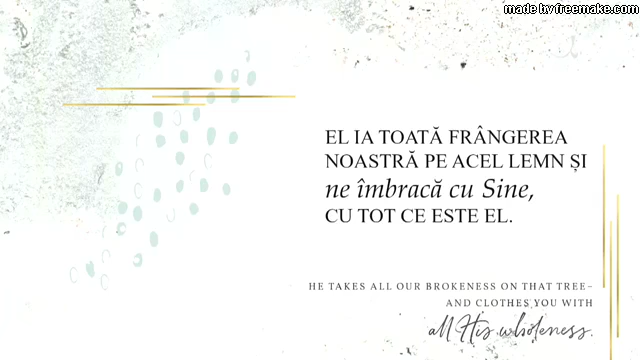 made by freemake.com
EL IA TOATĂ FRÂNGEREA
NOASTRĂ PE ACEL LEMN ȘI
ne îmbracă cu Sine,
CU TOT CE ESTE EL.
HE TAKES ALL OUR BROKENESS ON THAT TREE–
AND CLOTHES YOU WITH
all His wholeness.